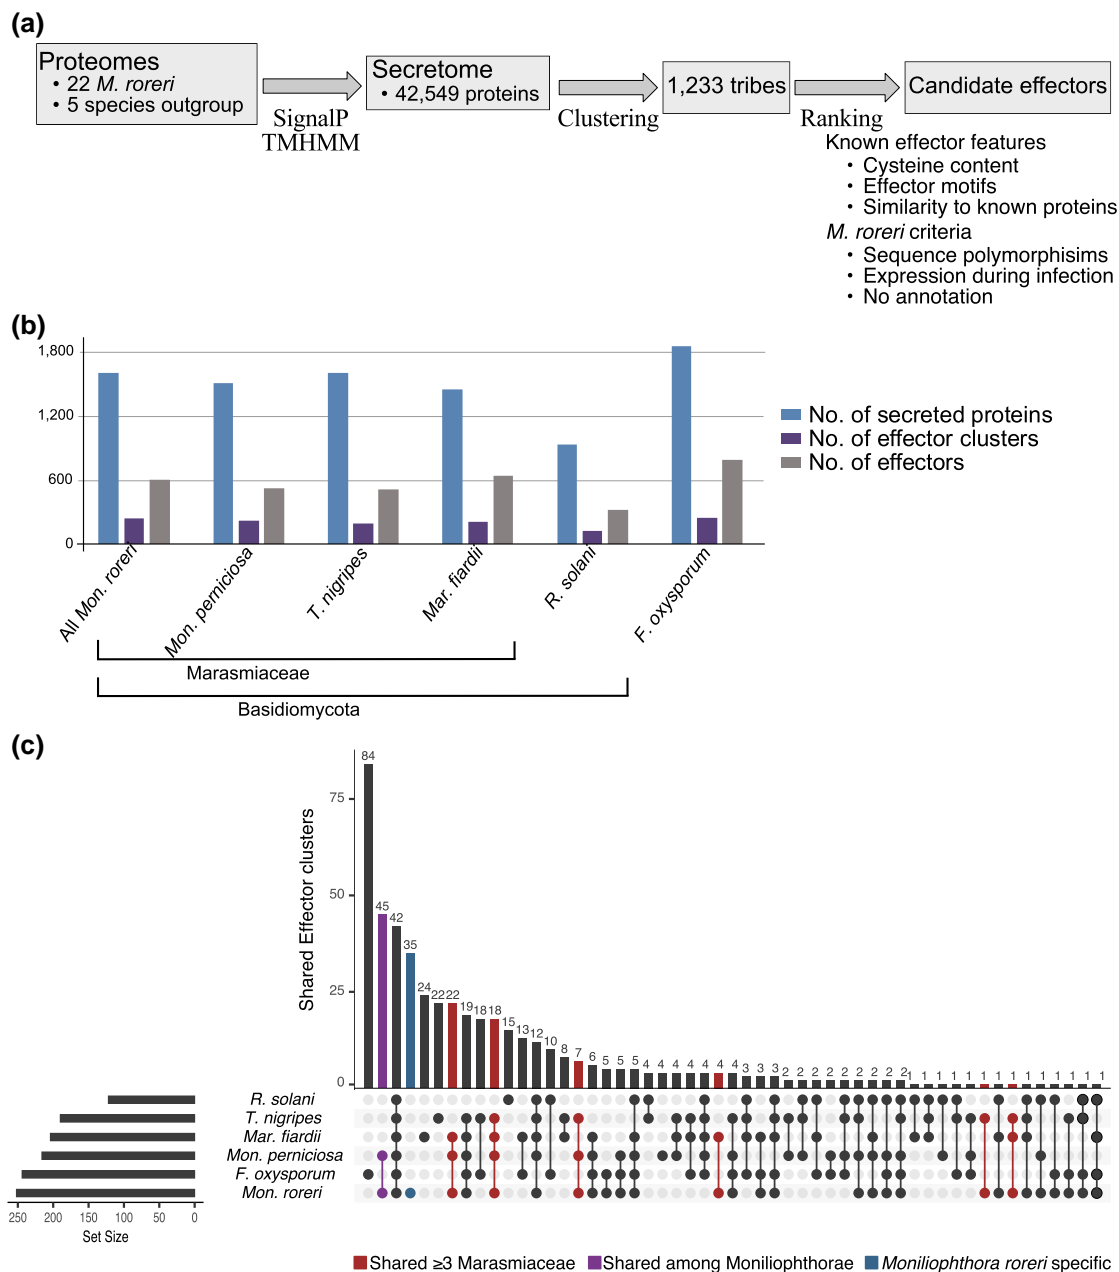 (a)
Proteomes
• 22 M. roreri
• 5 species outgroup
SignalP
TMHMM
Secretome
• 42,549 proteins
Clustering
1,233 tribes
Ranking
Candidate effectors
Known effector features
• Cysteine content
• Effector motifs
• Similarity to known proteins
M. roreri criteria
• Sequence polymorphisims
• Expression during infection
• No annotation
(b)
1,800
1,200
600
0
All Mon. roreri
Mon. perniciosa
T. nigripes
Mar. fiardii
R. solani
F. oxysporum
Marasmiaceae
Basidiomycota
No. of secreted proteins
No. of effector clusters
No. of effectors
(c)
Shared Effector clusters
75
50
25
0
84 45 42 35 24 22 22 19 18 18 15 13 12 10 8 7 6 5 5 5 4 4 4 4 4 4 4 3 3 3 2 2 2 2 2 2 2 2 2 1 1 1 1 1 1 1 1 1 1 1 1 1 1
R. solani
T. nigripes
Mar. fiardii
Mon. perniciosa
F. oxysporum
Mon. roreri
250 200 150 100 50 0
Set Size
Shared ≥3 Marasmiaceae
Shared among Moniliophthorae
Moniliophthora roreri specific